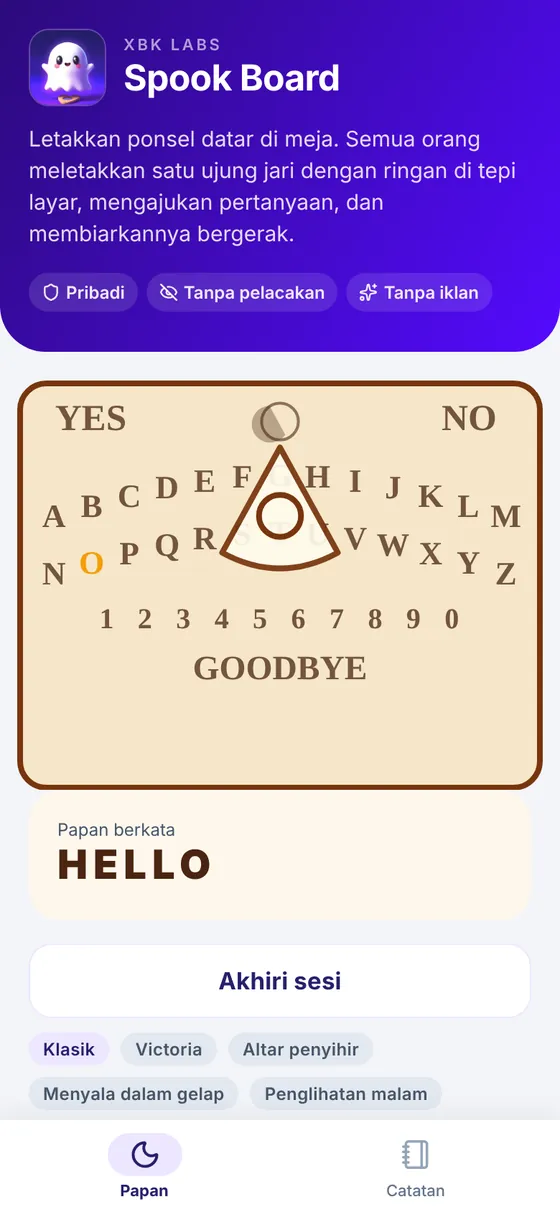 XBK LABS
Spook Board
Letakkan ponsel datar di meja. Semua orang
meletakkan satu ujung jari dengan ringan di tepi
layar, mengajukan pertanyaan, dan
membiarkannya bergerak.
Pribadi Tanpa pelacakan Tanpa iklan
YES NO
A B C D E F G H I J K L M
N O P Q R S T U V W X Y Z
1 2 3 4 5 6 7 8 9 0
GOODBYE
Papan berkata
HELLO
Akhiri sesi
Klasik Victoria Altar penyihir
Menyala dalam gelap Penglihatan malam
Papan Catatan